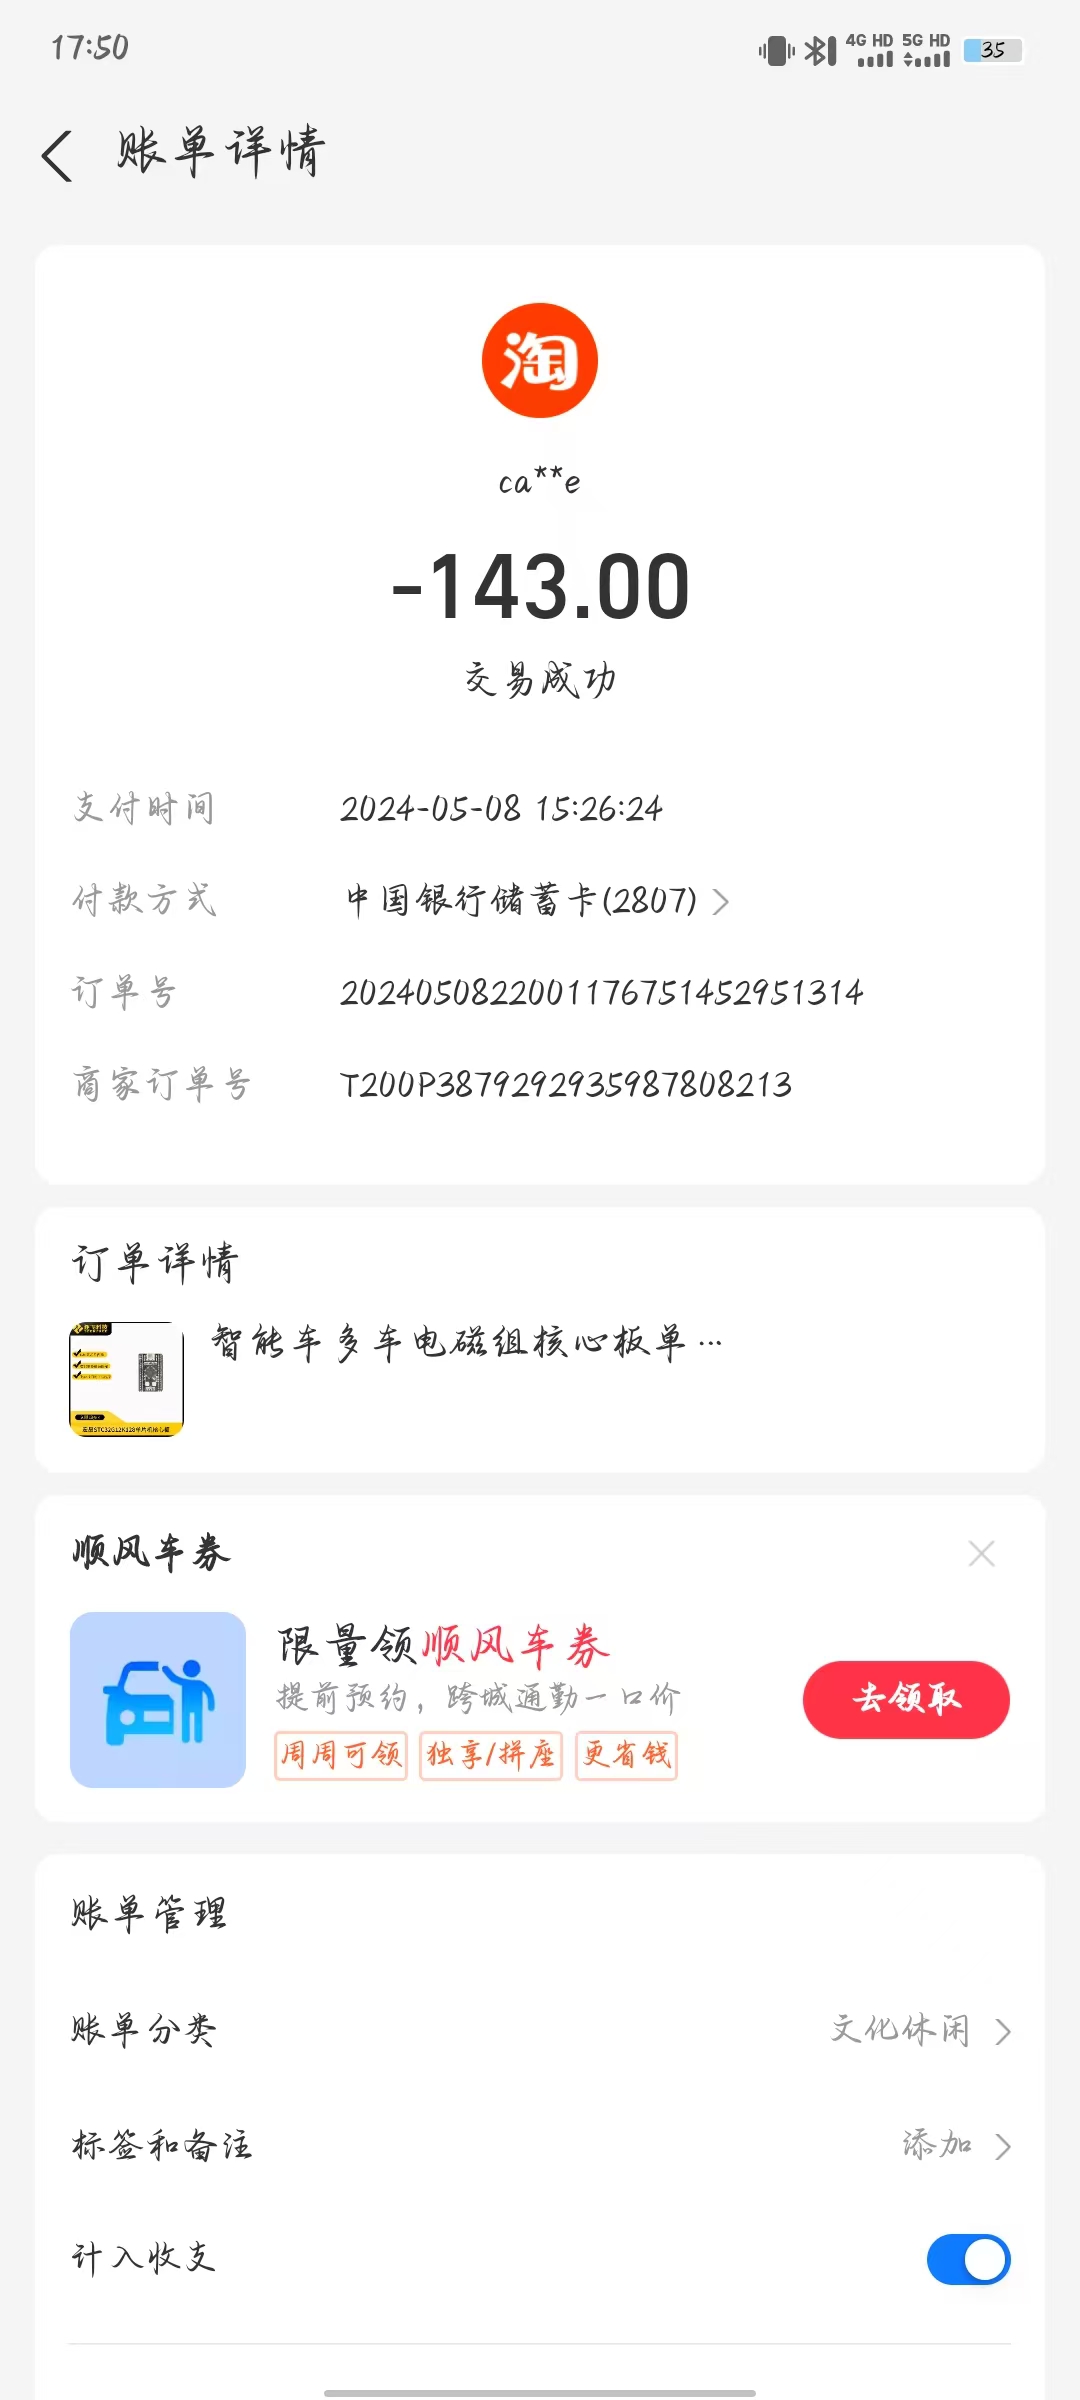 17:50
4G HD 5G HD 35
账单详情
淘
ca**e
-143.00
交易成功
支付时间 2024-05-08 15:26:24
付款方式 中国银行储蓄卡(2807)
订单号 2024050822001176751452951314
商家订单号 T200P3879292935987808213
订单详情
智能车多车电磁组核心板单…
顺风车券
限量领顺风车券
提前预约，跨城通勤一口价
去领取
周周可领 独享/拼座 更省钱
账单管理
账单分类 文化休闲
标签和备注 添加
计入收支